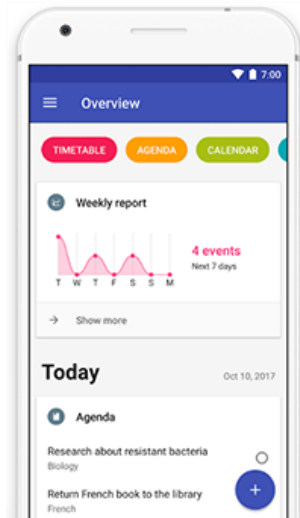 7:00
Overview
TIMETABLE AGENDA CALENDAR
Weekly report
4 events
Next 7 days
T W T F S S M
Show more
Today Oct 10, 2017
Agenda
Research about resistant bacteria
Biology
Return French book to the library
French